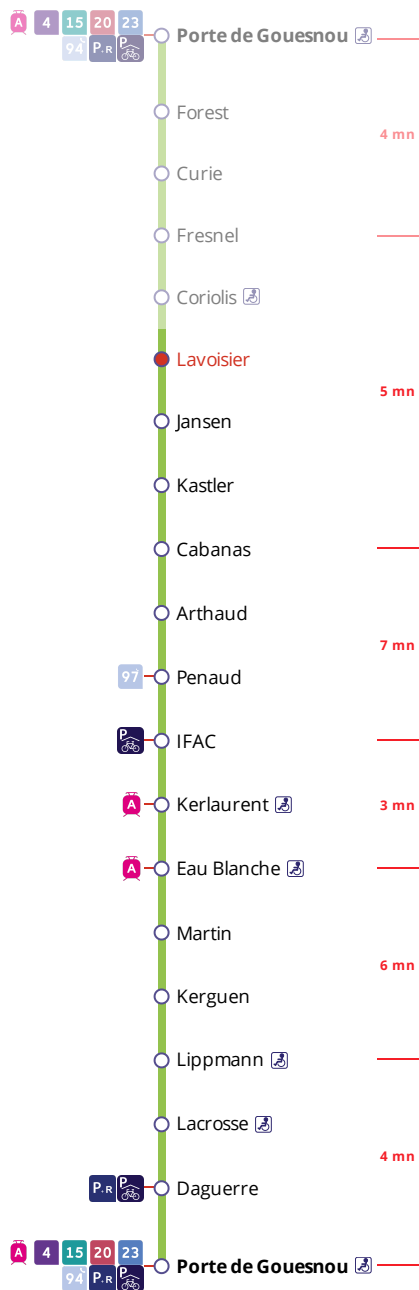 A 4 15 20 23
94 P.R P
Porte de Gouesnou
Forest
4 mn
Curie
Fresnel
Coriolis
Lavoisier
5 mn
Jansen
Kastler
Cabanas
Arthaud
7 mn
97 Penaud
P IFAC
A Kerlaurent
3 mn
A Eau Blanche
Martin
6 mn
Kerguen
Lippmann
Lacrosse
4 mn
P.R P Daguerre
A 4 15 20 23
94 P.R P
Porte de Gouesnou